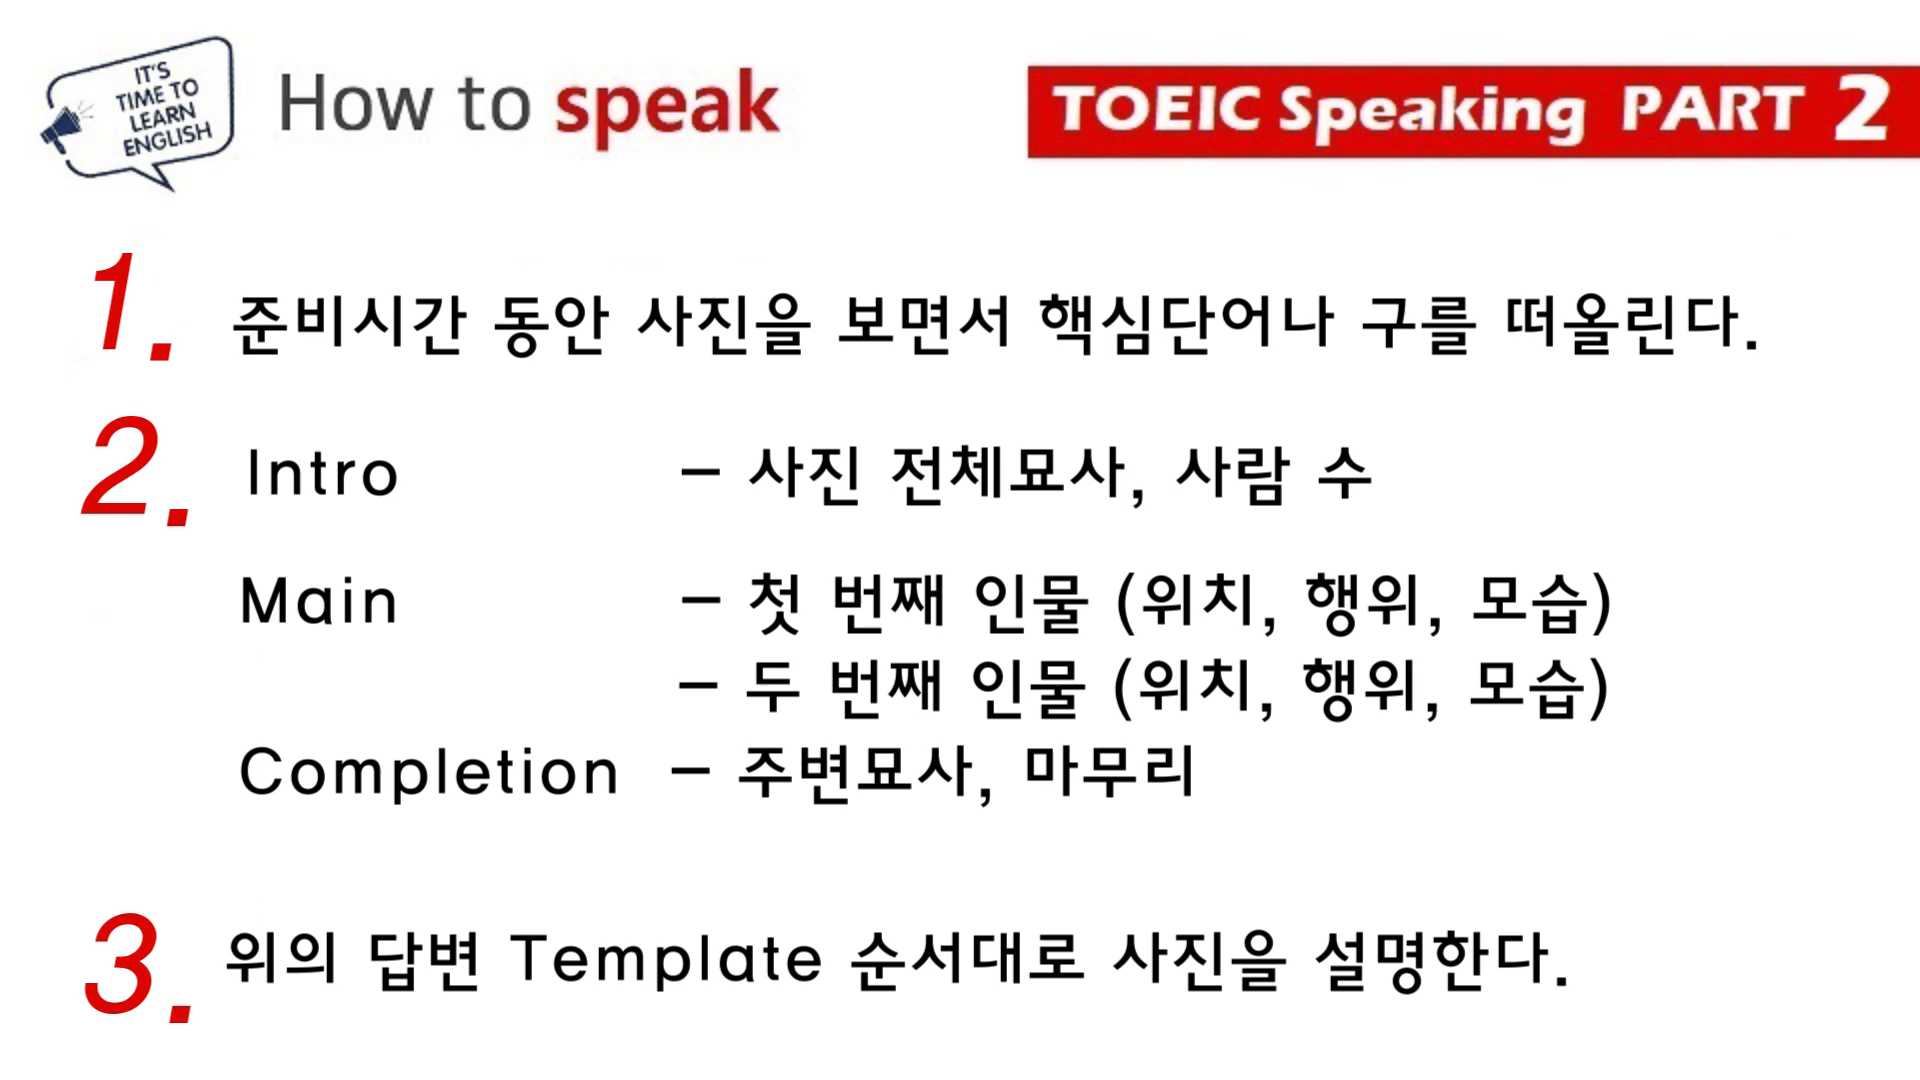 IT'S
TIME TO
LEARN
ENGLISH
How to speak
TOEIC Speaking PART 2
1. 준비시간 동안 사진을 보면서 핵심단어나 구를 떠올린다.
2. Intro - 사진 전체묘사, 사람 수
Main - 첫 번째 인물 (위치, 행위, 모습)
- 두 번째 인물 (위치, 행위, 모습)
Completion - 주변묘사, 마무리
3. 위의 답변 Template 순서대로 사진을 설명한다.